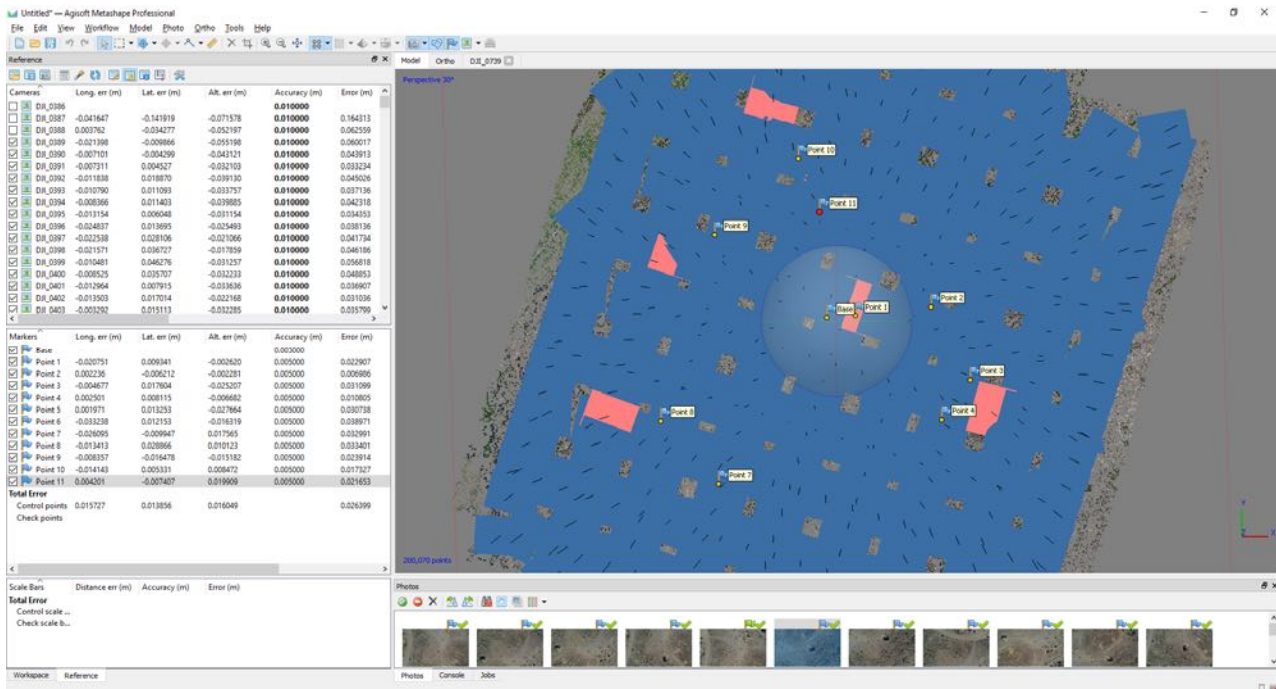 Untitled* — Agisoft Metashape Professional
File Edit View Workflow Model Photo Ortho Tools Help
Reference
Cameras Long. err (m) Lat. err (m) Alt. err (m) Accuracy (m) Error (m)
DJI_0386 0.010000
DJI_0387 -0.041647 -0.141919 -0.071578 0.010000 0.164313
DJI_0388 0.003762 -0.034277 -0.052197 0.010000 0.062559
DJI_0389 -0.021398 -0.009866 -0.055198 0.010000 0.060017
DJI_0390 -0.007101 -0.004299 -0.043121 0.010000 0.043913
DJI_0391 -0.007311 0.004527 -0.032103 0.010000 0.033234
DJI_0392 -0.011838 0.018870 -0.039130 0.010000 0.045026
DJI_0393 -0.010790 0.011093 -0.033757 0.010000 0.037136
DJI_0394 -0.008366 0.011403 -0.039885 0.010000 0.042318
DJI_0395 -0.013154 0.006048 -0.031154 0.010000 0.034353
DJI_0396 -0.024837 0.013695 -0.025493 0.010000 0.038136
DJI_0397 -0.022538 0.028106 -0.021066 0.010000 0.041734
DJI_0398 -0.021571 0.036727 -0.017859 0.010000 0.046186
DJI_0399 -0.010481 0.046276 -0.031257 0.010000 0.056818
DJI_0400 -0.008525 0.035707 -0.032233 0.010000 0.048853
DJI_0401 -0.012964 0.007915 -0.033636 0.010000 0.036907
DJI_0402 -0.013503 0.017014 -0.022168 0.010000 0.031036
DJI_0403 -0.003292 0.015113 -0.032285 0.010000 0.035799
Markers Long. err (m) Lat. err (m) Alt. err (m) Accuracy (m) Error (m)
Base 0.003000
Point 1 -0.020751 0.009341 -0.002620 0.005000 0.022907
Point 2 0.002236 -0.006212 -0.002281 0.005000 0.006986
Point 3 -0.004677 0.017604 -0.025207 0.005000 0.031099
Point 4 0.002501 0.008115 -0.006682 0.005000 0.010805
Point 5 0.001971 0.013253 -0.027664 0.005000 0.030738
Point 6 -0.033238 0.012153 -0.016319 0.005000 0.038971
Point 7 -0.026095 -0.009947 0.017565 0.005000 0.032991
Point 8 -0.013413 0.028866 0.010123 0.005000 0.033401
Point 9 -0.008357 -0.016478 -0.015182 0.005000 0.023914
Point 10 -0.014143 0.005331 0.008472 0.005000 0.017327
Point 11 0.004201 -0.007407 0.019909 0.005000 0.021653
Total Error
Control points 0.015727 0.013856 0.016049 0.026399
Check points
Scale Bars Distance err (m) Accuracy (m) Error (m)
Total Error
Control scale ...
Check scale b...
Workspace Reference
Model Ortho DJI_0739
Perspective 30°
Point 10
Point 11
Point 9
Point 2
Base
Point 1
Point 3
Point 8
Point 4
Point 7
Y
X
200,070 points
Photos
Photos Console Jobs